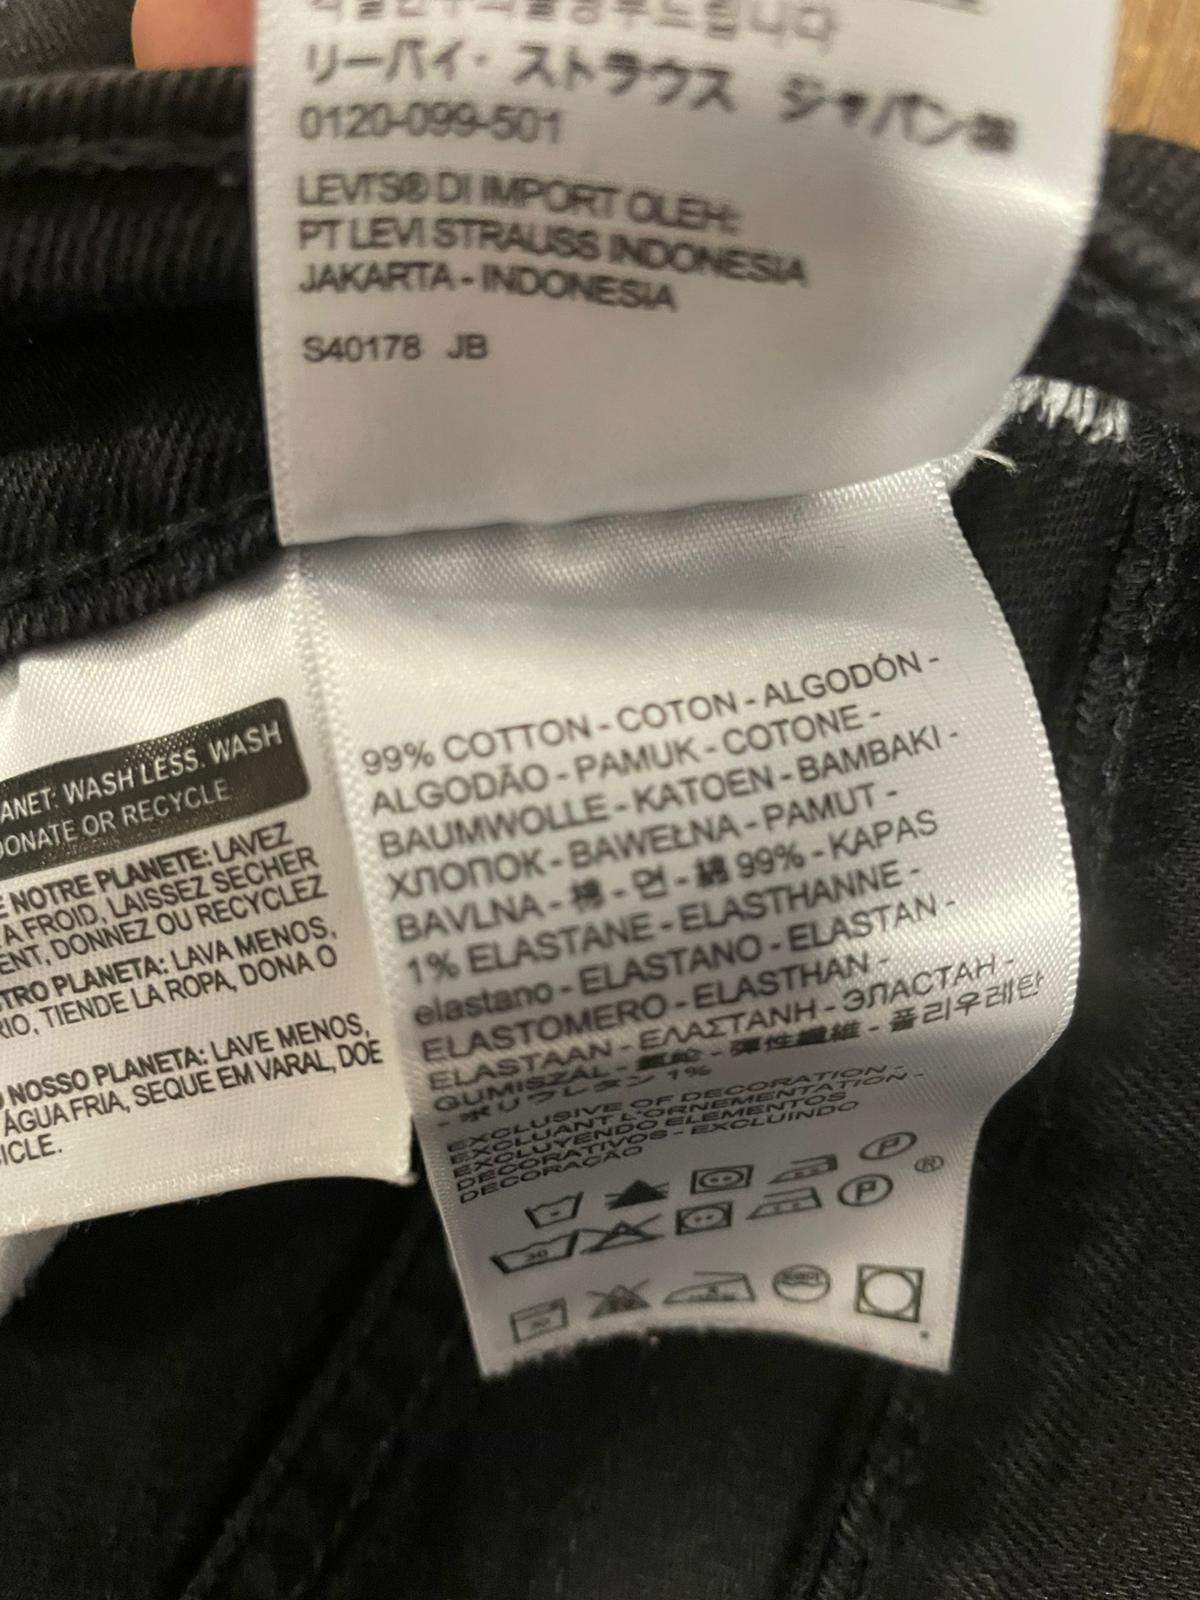 リーバイ・ストラウス ジャパン㈱
0120-099-501
LEVI'S® DI IMPORT OLEH:
PT LEVI STRAUSS INDONESIA
JAKARTA - INDONESIA
S40178 JB
ANET: WASH LESS. WASH
DONATE OR RECYCLE
E NOTRE PLANETE: LAVEZ
A FROID, LAISSEZ SECHER
ENT, DONNEZ OU RECYCLEZ
TRO PLANETA: LAVA MENOS,
RIO, TIENDE LA ROPA, DONA O
O NOSSO PLANETA: LAVE MENOS,
ÁGUA FRIA, SEQUE EM VARAL, DOE
ICLE.
99% COTTON - COTON - ALGODÓN -
ALGODÃO - PAMUK - COTONE -
BAUMWOLLE - KATOEN - BAMBAKI -
ХЛОПОК - BAWEŁNA - PAMUT -
BAVLNA - 棉 - 면 - 綿 99% - KAPAS
1% ELASTANE - ELASTHANNE -
elastano - ELASTANO - ELASTAN -
ELASTOMERO - ELASTHAN -
ELASTAAN - ΕΛΑΣΤΑΝΗ - ЭЛАСТАН -
GUMISZÁL - 氨纶 - 彈性纖維 - 폴리우레탄
- ポリウレタン 1%
EXCLUSIVE OF DECORATION -
EXCLUANT L'ORNEMENTATION -
EXCLUYENDO ELEMENTOS
DECORATIVOS - EXCLUINDO
DECORAÇÃO
P
30 P ®
30